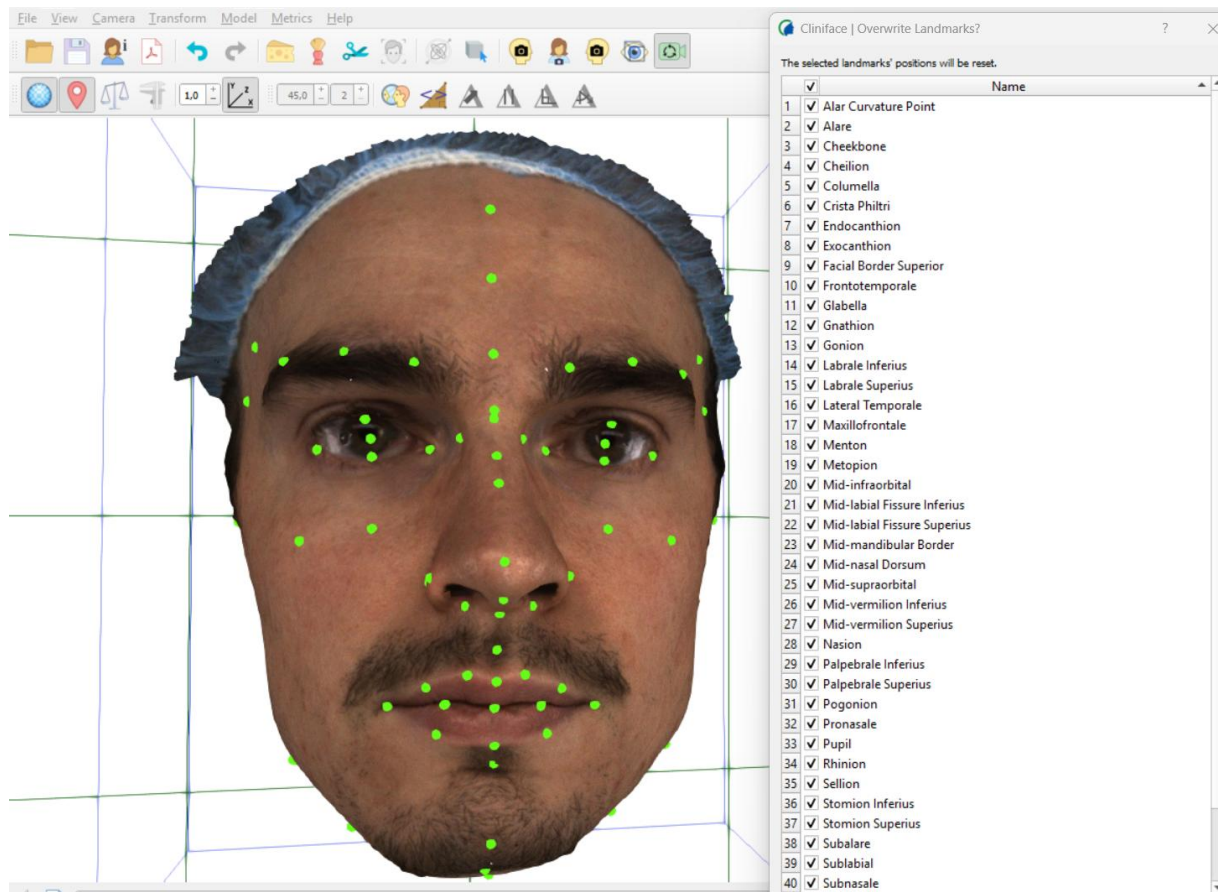 File View Camera Transform Model Metrics Help
1,0
Y z x
45,0 2
Cliniface | Overwrite Landmarks?
The selected landmarks' positions will be reset.
Name
1 Alar Curvature Point
2 Alare
3 Cheekbone
4 Cheilion
5 Columella
6 Crista Philtri
7 Endocanthion
8 Exocanthion
9 Facial Border Superior
10 Frontotemporale
11 Glabella
12 Gnathion
13 Gonion
14 Labrale Inferius
15 Labrale Superius
16 Lateral Temporale
17 Maxillofrontale
18 Menton
19 Metopion
20 Mid-infraorbital
21 Mid-labial Fissure Inferius
22 Mid-labial Fissure Superius
23 Mid-mandibular Border
24 Mid-nasal Dorsum
25 Mid-supraorbital
26 Mid-vermilion Inferius
27 Mid-vermilion Superius
28 Nasion
29 Palpebrale Inferius
30 Palpebrale Superius
31 Pogonion
32 Pronasale
33 Pupil
34 Rhinion
35 Sellion
36 Stomion Inferius
37 Stomion Superius
38 Subalare
39 Sublabial
40 Subnasale